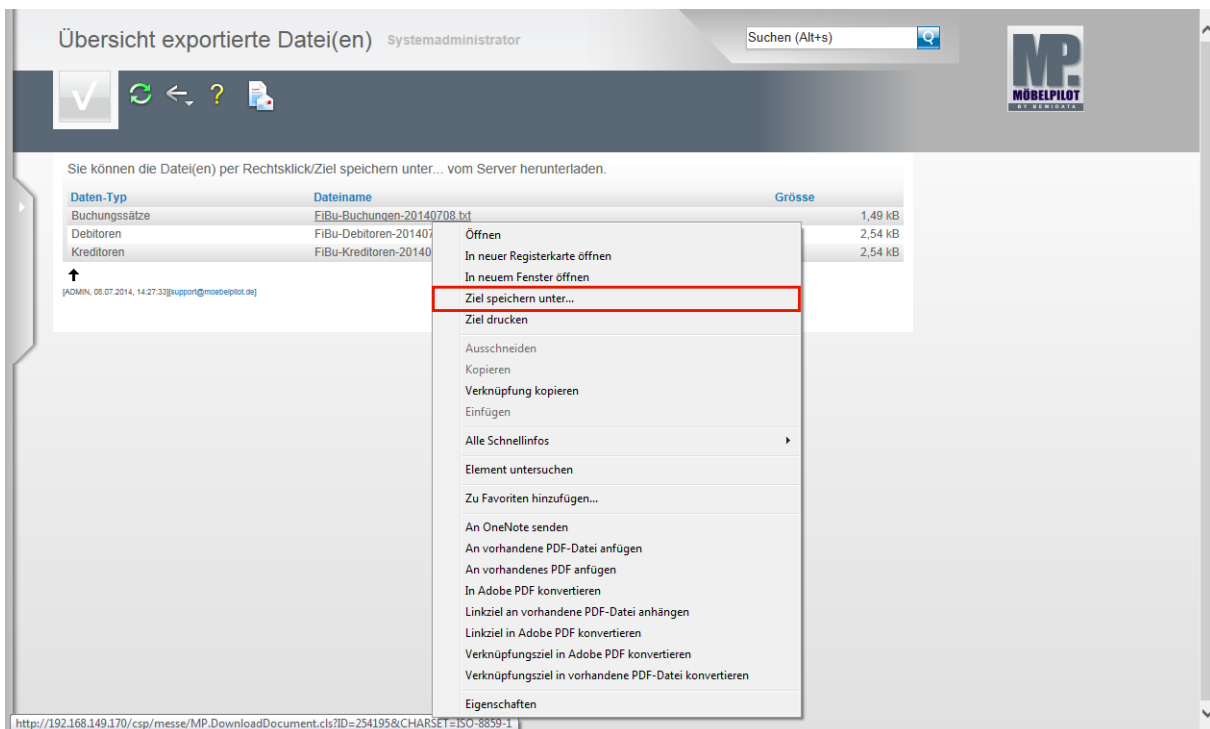 Übersicht exportierte Datei(en) Systemadministrator
Suchen (Alt+s)
MP.
MÖBELPILOT
BY BEMIDATA
?
Sie können die Datei(en) per Rechtsklick/Ziel speichern unter... vom Server herunterladen.
Daten-Typ Dateiname Grösse
Buchungssätze FiBu-Buchungen-20140708.txt 1,49 kB
Debitoren FiBu-Debitoren-201407 2,54 kB
Kreditoren FiBu-Kreditoren-20140 2,54 kB
[ADMIN, 08.07.2014, 14:27:33][support@moebelpilot.de]
Öffnen
In neuer Registerkarte öffnen
In neuem Fenster öffnen
Ziel speichern unter...
Ziel drucken
Ausschneiden
Kopieren
Verknüpfung kopieren
Einfügen
Alle Schnellinfos
Element untersuchen
Zu Favoriten hinzufügen...
An OneNote senden
An vorhandene PDF-Datei anfügen
An vorhandenes PDF anfügen
In Adobe PDF konvertieren
Linkziel an vorhandene PDF-Datei anhängen
Linkziel in Adobe PDF konvertieren
Verknüpfungsziel in Adobe PDF konvertieren
Verknüpfungsziel in vorhandene PDF-Datei konvertieren
Eigenschaften
http://192.168.149.170/csp/messe/MP.DownloadDocument.cls?ID=254195&CHARSET=ISO-8859-1